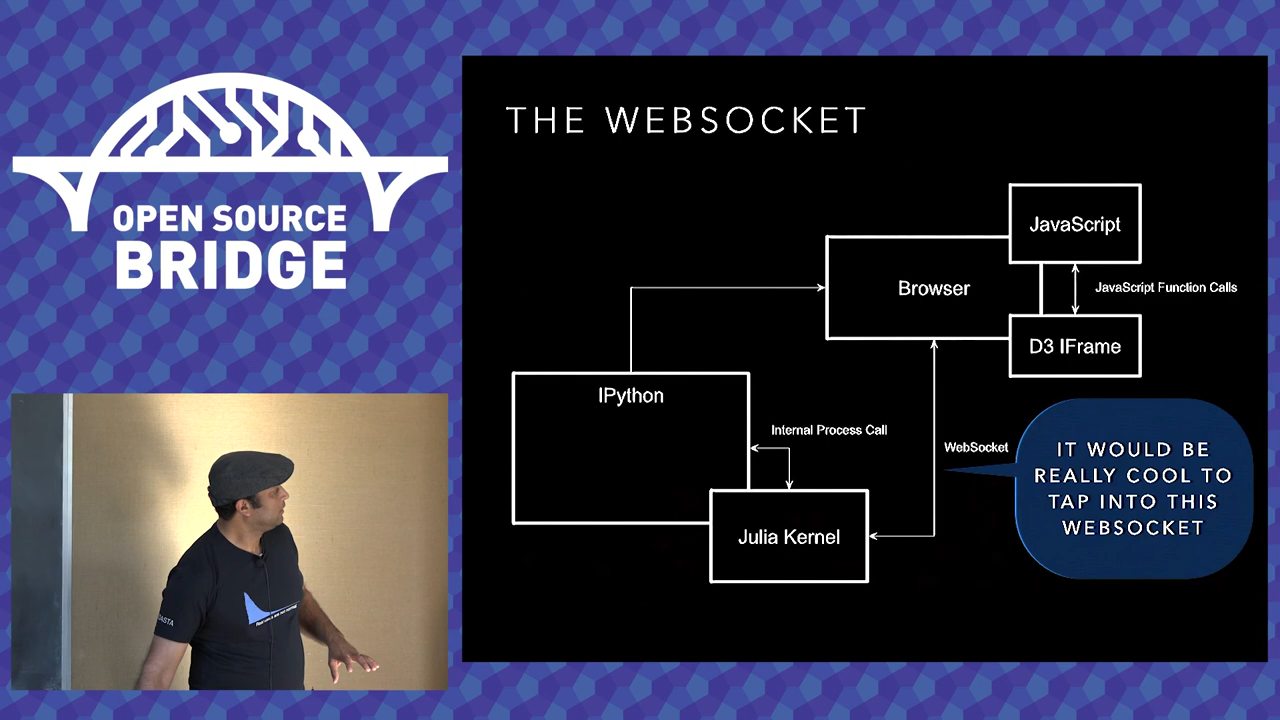 OPEN SOURCE
BRIDGE
THE WEBSOCKET
JavaScript
JavaScript Function Calls
Browser
D3 IFrame
IPython
Internal Process Call
WebSocket
IT WOULD BE
REALLY COOL TO
TAP INTO THIS
WEBSOCKET
Julia Kernel